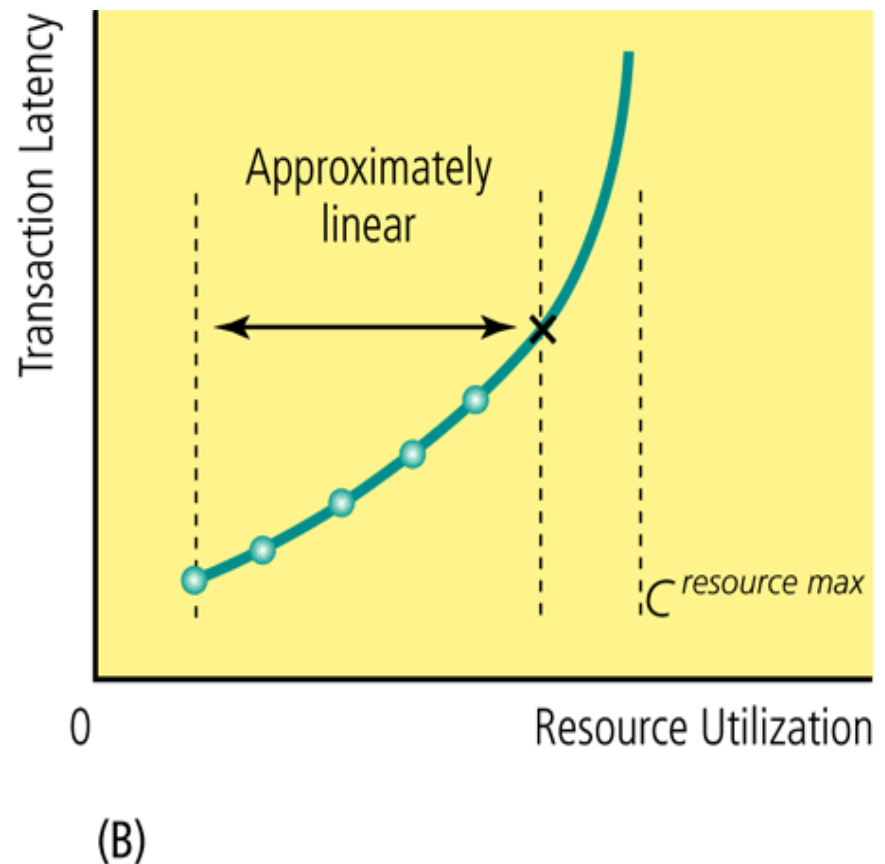 Transaction Latency
Approximately
linear
C resource max
0
Resource Utilization
(B)